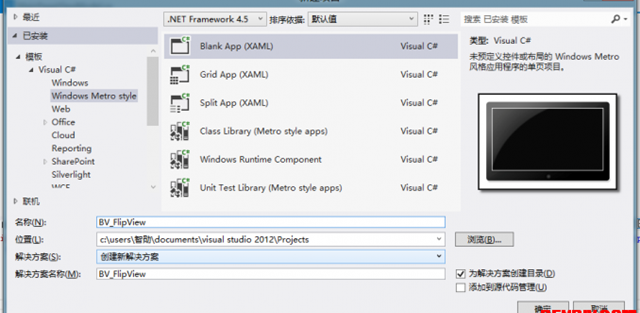 最近
.NET Framework 4.5
排序依据:
默认值
搜索 已安装 模板
已安装
模板
Visual C#
Windows
Windows Metro style
Web
Office
Cloud
Reporting
SharePoint
Silverlight
WCF
联机
Blank App (XAML) Visual C#
Grid App (XAML) Visual C#
Split App (XAML) Visual C#
Class Library (Metro style apps) Visual C#
Windows Runtime Component Visual C#
Unit Test Library (Metro style apps) Visual C#
类型: Visual C#
未预定义控件或布局的 Windows Metro
风格应用程序的单页项目。
名称(N): BV_FlipView
位置(L): c:\users\智勋\documents\visual studio 2012\Projects
浏览(B)...
解决方案(S): 创建新解决方案
解决方案名称(M): BV_FlipView
为解决方案创建目录(D)
添加到源代码管理(U)
确定
取消